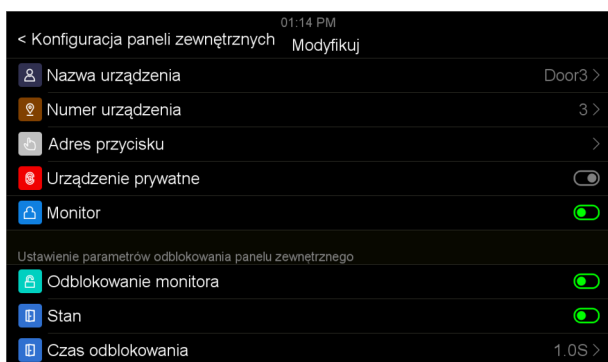 01:14 PM
< Konfiguracja paneli zewnętrznych Modyfikuj
Nazwa urządzenia Door3 >
Numer urządzenia 3 >
Adres przycisku >
Urządzenie prywatne
Monitor
Ustawienie parametrów odblokowania panelu zewnętrznego
Odblokowanie monitora
Stan
Czas odblokowania 1.0S >